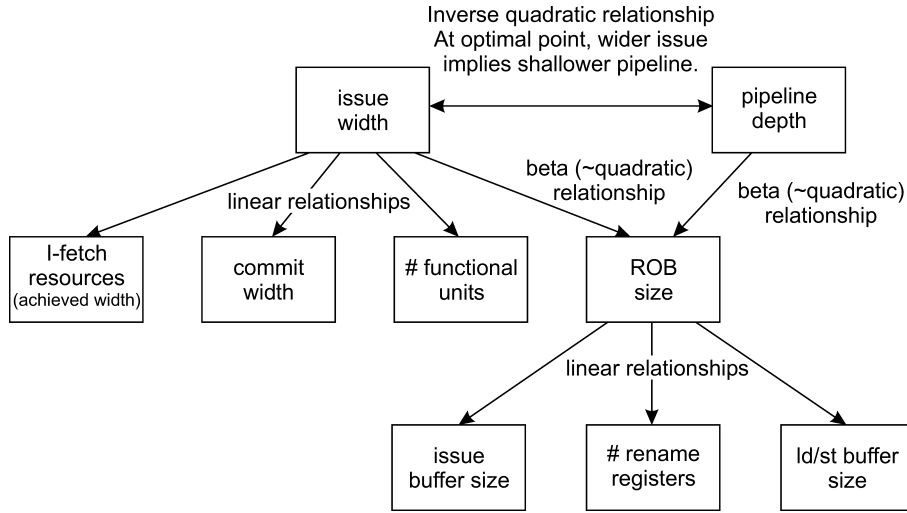 Inverse quadratic relationship
At optimal point, wider issue
implies shallower pipeline.
issue
width
pipeline
depth
beta (~quadratic)
relationship
beta (~quadratic)
relationship
linear relationships
I-fetch
resources
(achieved width)
commit
width
# functional
units
ROB
size
linear relationships
issue
buffer size
# rename
registers
ld/st buffer
size